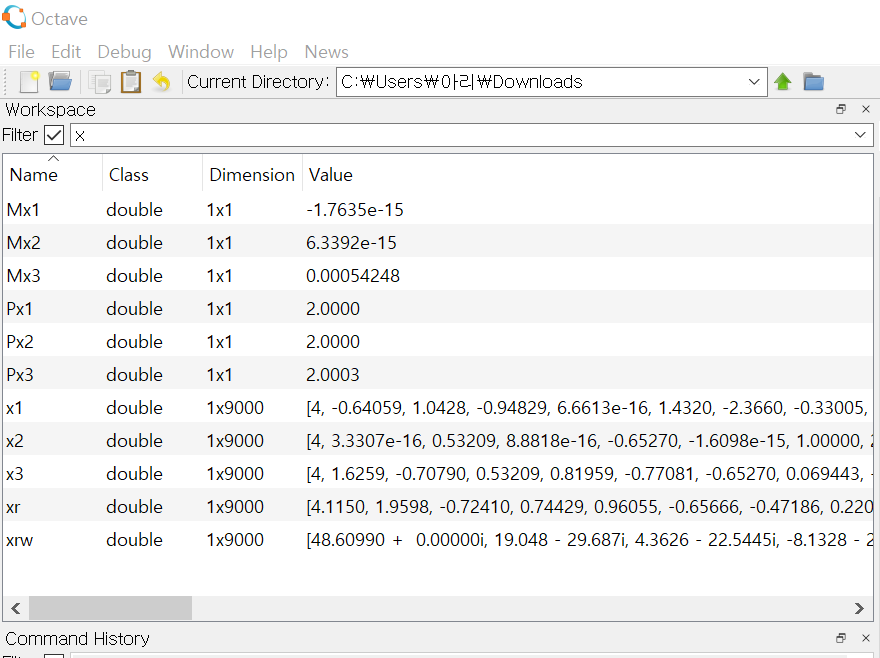 Octave
File Edit Debug Window Help News
Current Directory: C:₩Users₩아리₩Downloads
Workspace
Filter x
Name Class Dimension Value
Mx1 double 1x1 -1.7635e-15
Mx2 double 1x1 6.3392e-15
Mx3 double 1x1 0.00054248
Px1 double 1x1 2.0000
Px2 double 1x1 2.0000
Px3 double 1x1 2.0003
x1 double 1x9000 [4, -0.64059, 1.0428, -0.94829, 6.6613e-16, 1.4320, -2.3660, -0.33005,
x2 double 1x9000 [4, 3.3307e-16, 0.53209, 8.8818e-16, -0.65270, -1.6098e-15, 1.00000, 2
x3 double 1x9000 [4, 1.6259, -0.70790, 0.53209, 0.81959, -0.77081, -0.65270, 0.069443, -
xr double 1x9000 [4.1150, 1.9598, -0.72410, 0.74429, 0.96055, -0.65666, -0.47186, 0.220
xrw double 1x9000 [48.60990 + 0.00000i, 19.048 - 29.687i, 4.3626 - 22.5445i, -8.1328 - 2
Command History